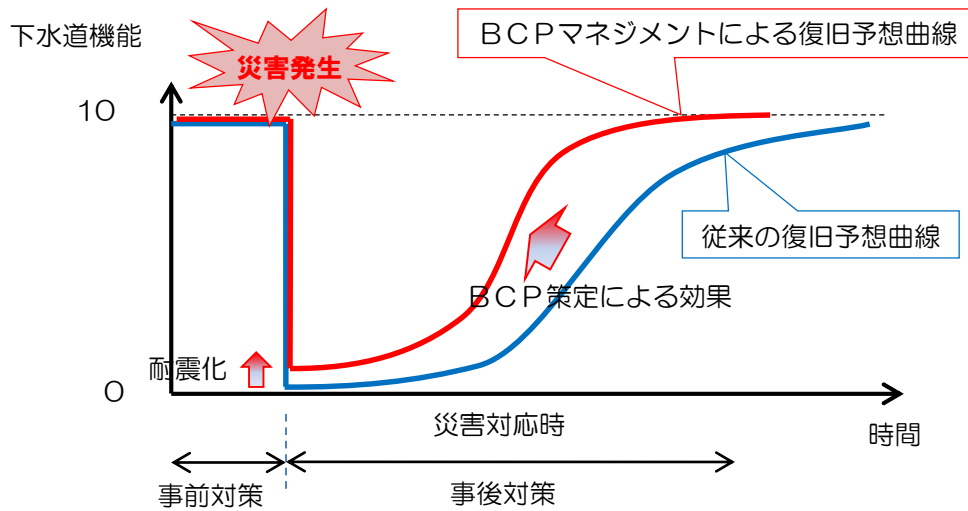 下水道機能
災害発生
ＢＣＰマネジメントによる復旧予想曲線
１０
従来の復旧予想曲線
ＢＣＰ策定による効果
耐震化
０
災害対応時
時間
事前対策
事後対策